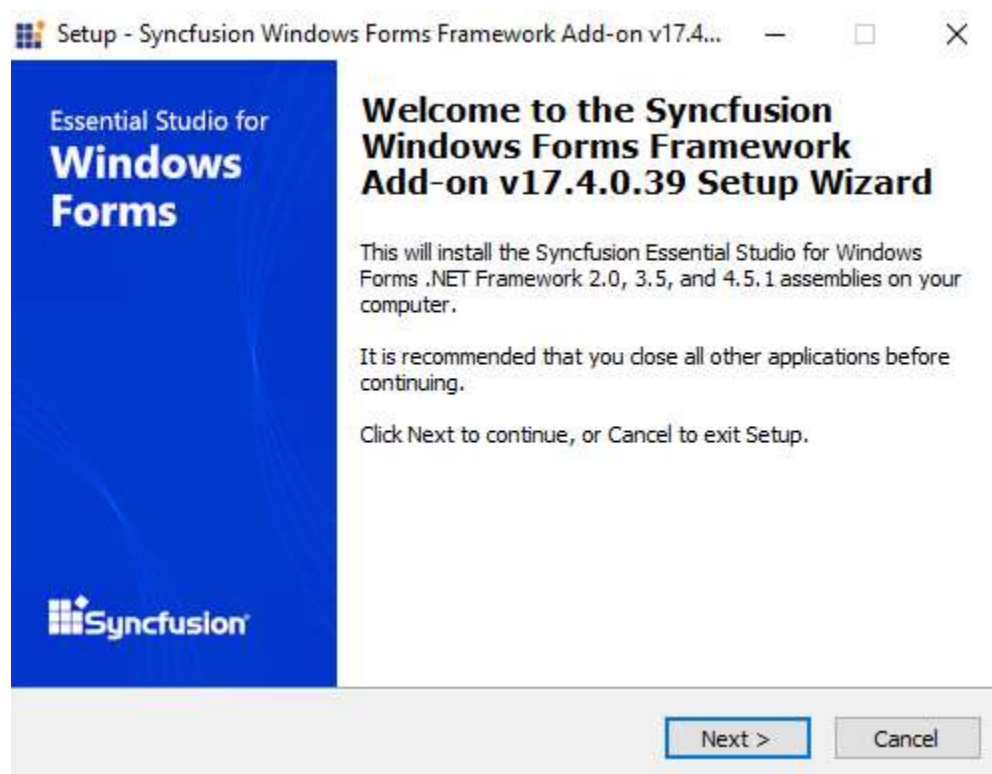 Setup - Syncfusion Windows Forms Framework Add-on v17.4...
Essential Studio for
Windows
Forms
Welcome to the Syncfusion
Windows Forms Framework
Add-on v17.4.0.39 Setup Wizard
This will install the Syncfusion Essential Studio for Windows
Forms .NET Framework 2.0, 3.5, and 4.5.1 assemblies on your
computer.
It is recommended that you close all other applications before
continuing.
Click Next to continue, or Cancel to exit Setup.
Syncfusion
Next >
Cancel